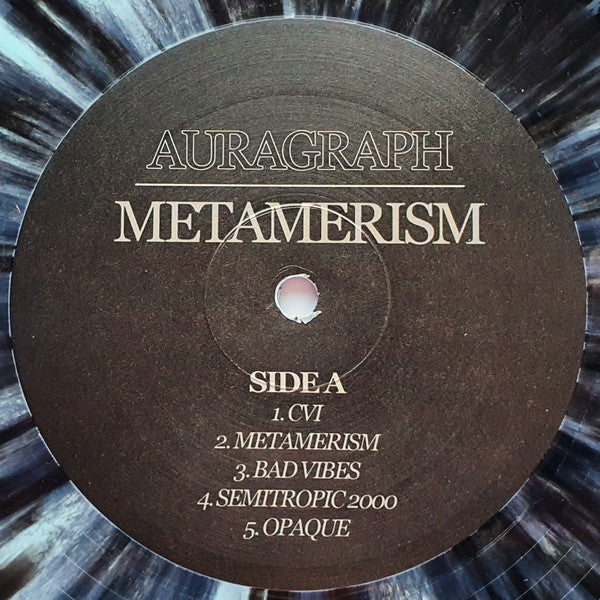 AURAGRAPH
METAMERISM
SIDE A
1. CVI
2. METAMERISM
3. BAD VIBES
4. SEMITROPIC 2000
5. OPAQUE